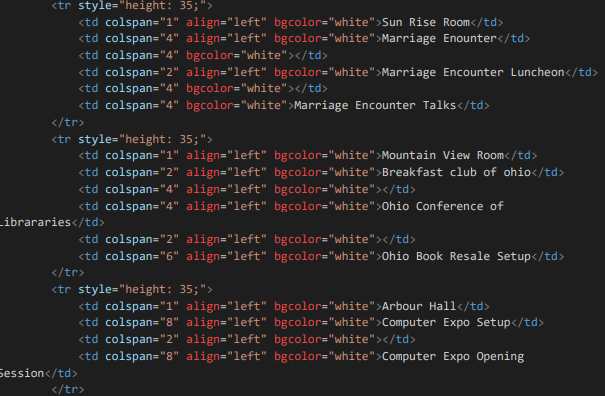 <tr style="height: 35;">
<td colspan="1" align="left" bgcolor="white">Sun Rise Room</td>
<td colspan="4" align="left" bgcolor="white">Marriage Enounter</td>
<td colspan="4" bgcolor="white"></td>
<td colspan="2" align="left" bgcolor="white">Marriage Encounter Luncheon</td>
<td colspan="4" bgcolor="white"></td>
<td colspan="4" bgcolor="white">Marriage Encounter Talks</td>
</tr>
<tr style="height: 35;">
<td colspan="1" align="left" bgcolor="white">Mountain View Room</td>
<td colspan="2" align="left" bgcolor="white">Breakfast club of ohio</td>
<td colspan="4" align="left" bgcolor="white"></td>
<td colspan="4" align="left" bgcolor="white">Ohio Conference of
Librararies</td>
<td colspan="2" align="left" bgcolor="white"></td>
<td colspan="6" align="left" bgcolor="white">Ohio Book Resale Setup</td>
</tr>
<tr style="height: 35;">
<td colspan="1" align="left" bgcolor="white">Arbour Hall</td>
<td colspan="8" align="left" bgcolor="white">Computer Expo Setup</td>
<td colspan="2" align="left" bgcolor="white"></td>
<td colspan="8" align="left" bgcolor="white">Computer Expo Opening
Session</td>
</tr>